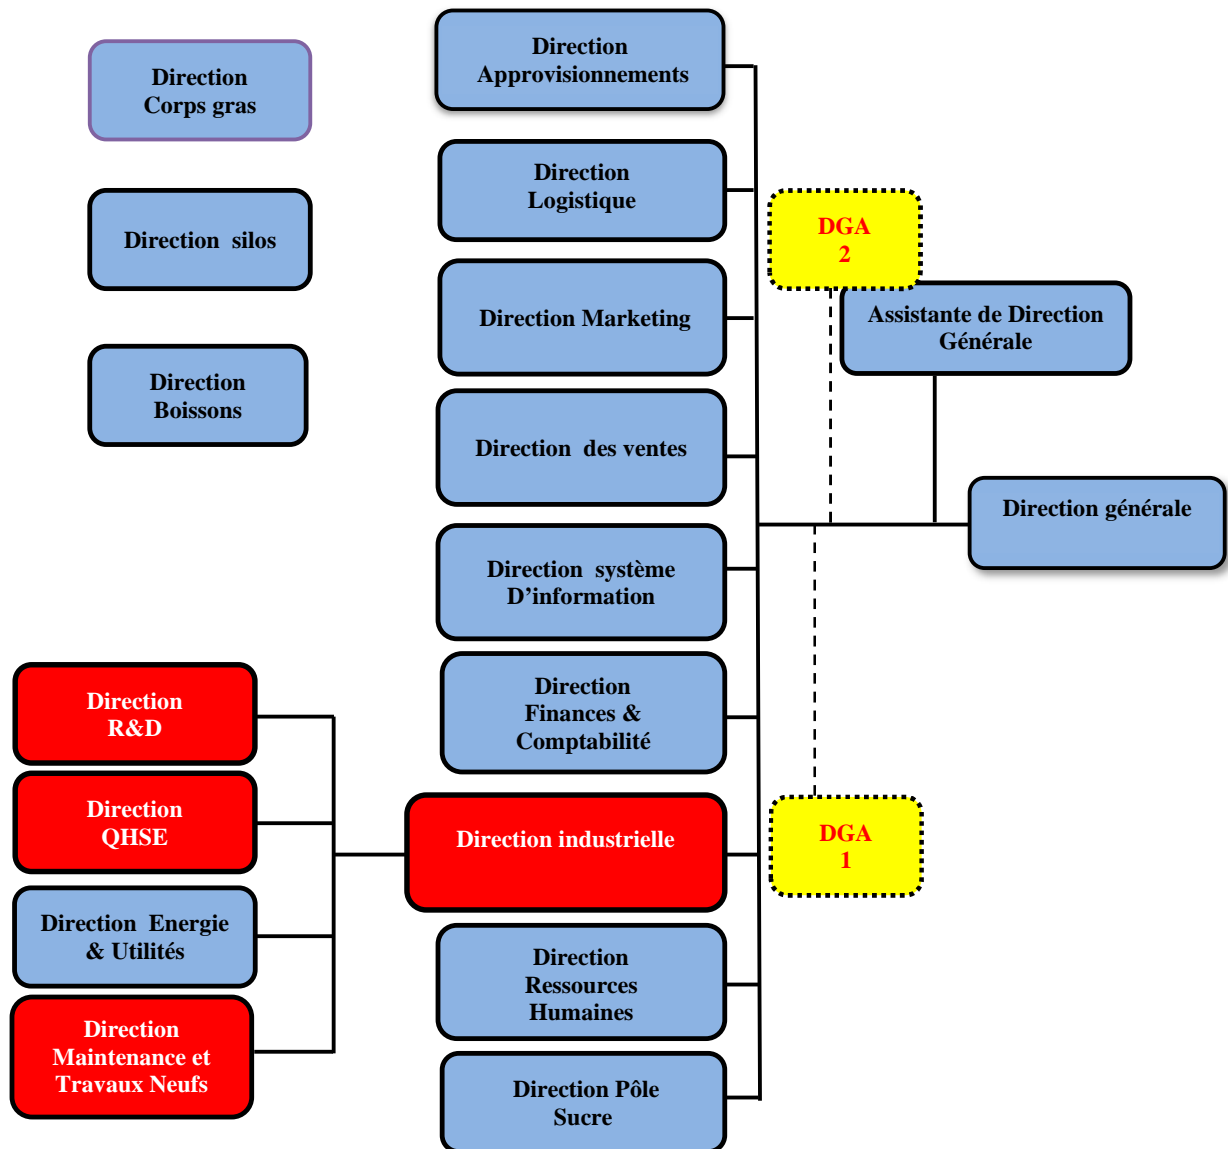 Direction
Corps gras
Direction silos
Direction
Boissons
Direction
Approvisionnements
Direction
Logistique
Direction Marketing
Direction des ventes
Direction système
D’information
Direction
Finances &
Comptabilité
Direction industrielle
Direction
Ressources
Humaines
Direction Pôle
Sucre
Direction
R&D
Direction
QHSE
Direction Energie
& Utilités
Direction
Maintenance et
Travaux Neufs
DGA
2
Assistante de Direction
Générale
Direction générale
DGA
1